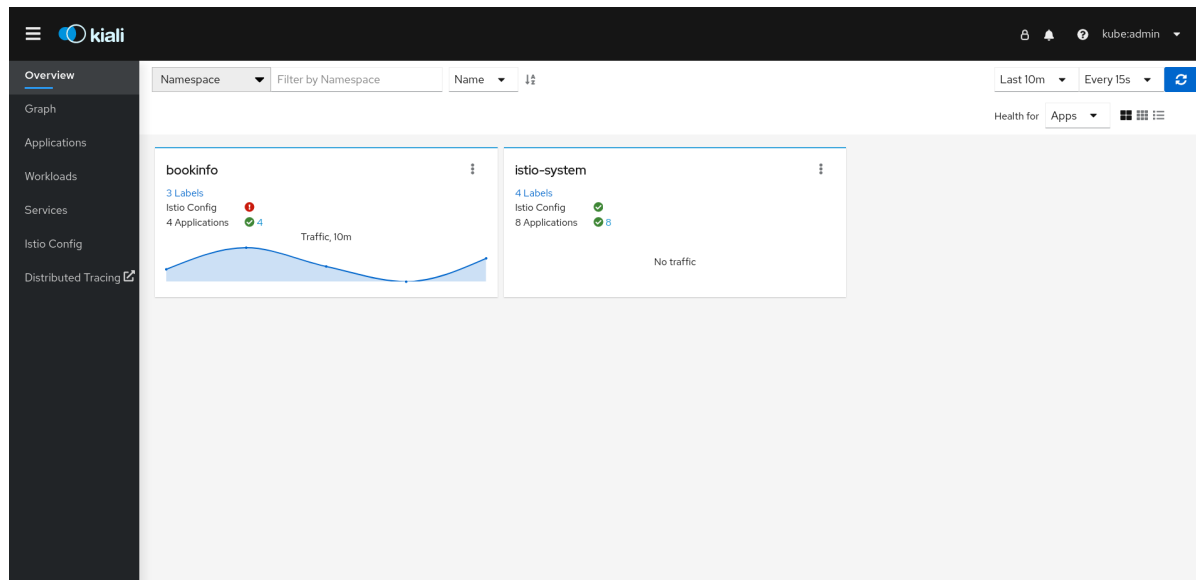 kiali
kube:admin
Overview
Graph
Applications
Workloads
Services
Istio Config
Distributed Tracing
Namespace Filter by Namespace Name
Last 10m Every 15s
Health for Apps
bookinfo
3 Labels
Istio Config
4 Applications 4
Traffic, 10m
istio-system
4 Labels
Istio Config
8 Applications 8
No traffic